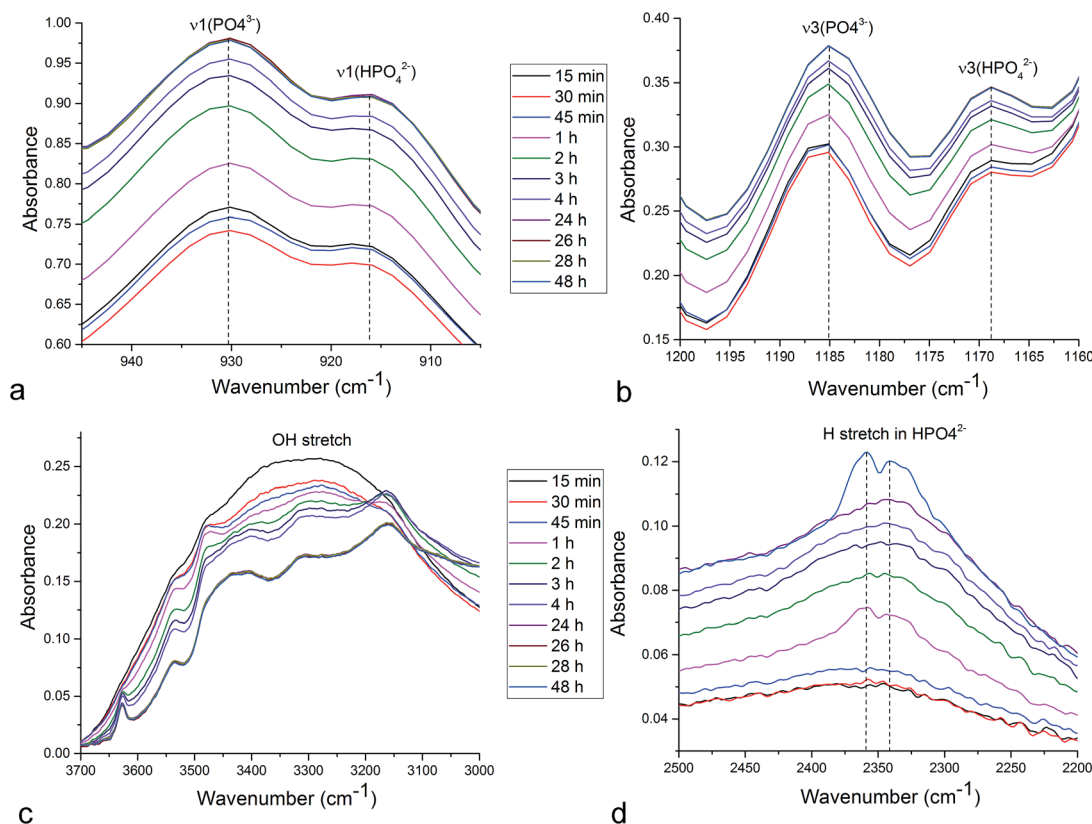 ν1(PO4³⁻)
ν1(HPO₄²⁻)
1.00
0.95
0.90
0.85
0.80
0.75
0.70
0.65
0.60
Absorbance
940
930
920
910
Wavenumber (cm⁻¹)
a
15 min
30 min
45 min
1 h
2 h
3 h
4 h
24 h
26 h
28 h
48 h
ν3(PO4³⁻)
ν3(HPO₄²⁻)
0.40
0.35
0.30
0.25
0.20
0.15
Absorbance
1200
1195
1190
1185
1180
1175
1170
1165
1160
Wavenumber (cm⁻¹)
b
OH stretch
0.25
0.20
0.15
0.10
0.05
0.00
Absorbance
3700
3600
3500
3400
3300
3200
3100
3000
Wavenumber (cm⁻¹)
c
15 min
30 min
45 min
1 h
2 h
3 h
4 h
24 h
26 h
28 h
48 h
H stretch in HPO4²⁻
0.12
0.10
0.08
0.06
0.04
Absorbance
2500
2450
2400
2350
2300
2250
2200
Wavenumber (cm⁻¹)
d